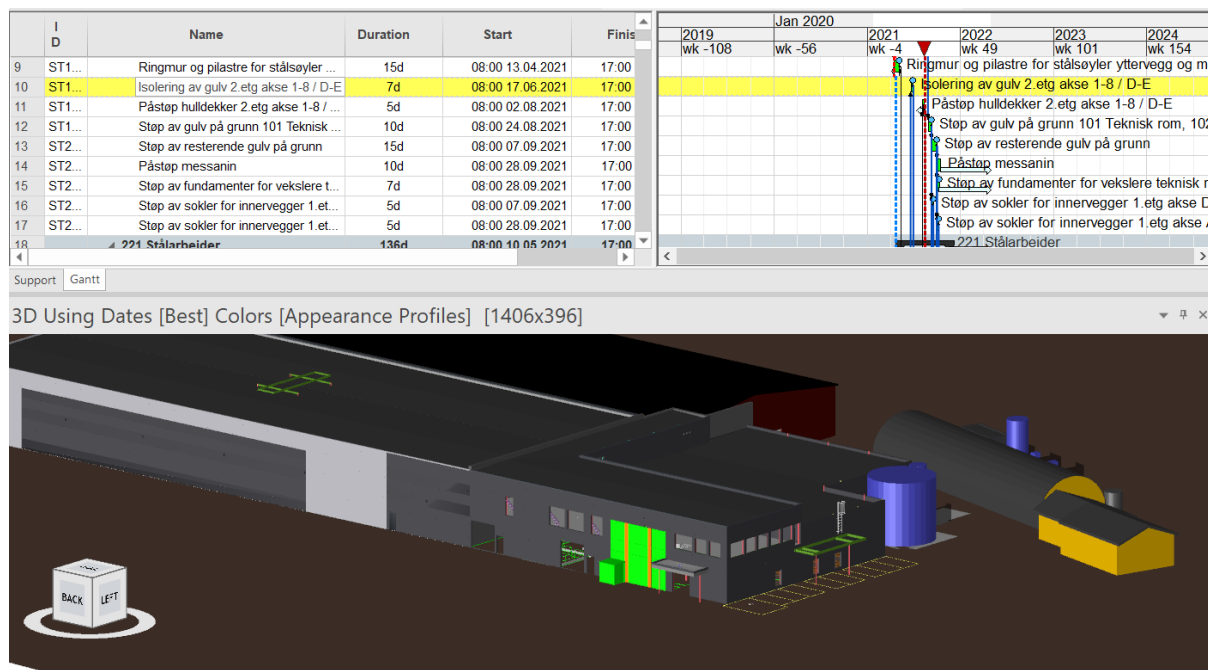 I
D
Name
Duration
Start
Finis
9 ST1... Ringmur og pilastre for stålsøyler ... 15d 08:00 13.04.2021 17:00
10 ST1... Isolering av gulv 2.etg akse 1-8 / D-E 7d 08:00 17.06.2021 17:00
11 ST1... Påstøp hulldekker 2.etg akse 1-8 / ... 5d 08:00 02.08.2021 17:00
12 ST1... Støp av gulv på grunn 101 Teknisk ... 10d 08:00 24.08.2021 17:00
13 ST2... Støp av resterende gulv på grunn 15d 08:00 07.09.2021 17:00
14 ST2... Påstøp messanin 10d 08:00 28.09.2021 17:00
15 ST2... Støp av fundamenter for vekslere t... 7d 08:00 28.09.2021 17:00
16 ST2... Støp av sokler for innervegger 1.et... 5d 08:00 07.09.2021 17:00
17 ST2... Støp av sokler for innervegger 1.et... 5d 08:00 28.09.2021 17:00
18 221 Stålarbeider 136d 08:00 10.05.2021 17:00
Jan 2020
2019 2021 2022 2023 2024
wk -108 wk -56 wk -4 wk 49 wk 101 wk 154
Ringmur og pilastre for stålsøyler yttervegg og m
Isolering av gulv 2.etg akse 1-8 / D-E
Påstøp hulldekker 2.etg akse 1-8 / D-E
Støp av gulv på grunn 101 Teknisk rom, 102
Støp av resterende gulv på grunn
Påstøp messanin
Støp av fundamenter for vekslere teknisk r
Støp av sokler for innervegger 1.etg akse D
Støp av sokler for innervegger 1.etg akse
221 Stålarbeider
Support Gantt
3D Using Dates [Best] Colors [Appearance Profiles] [1406x396]
BACK LEFT